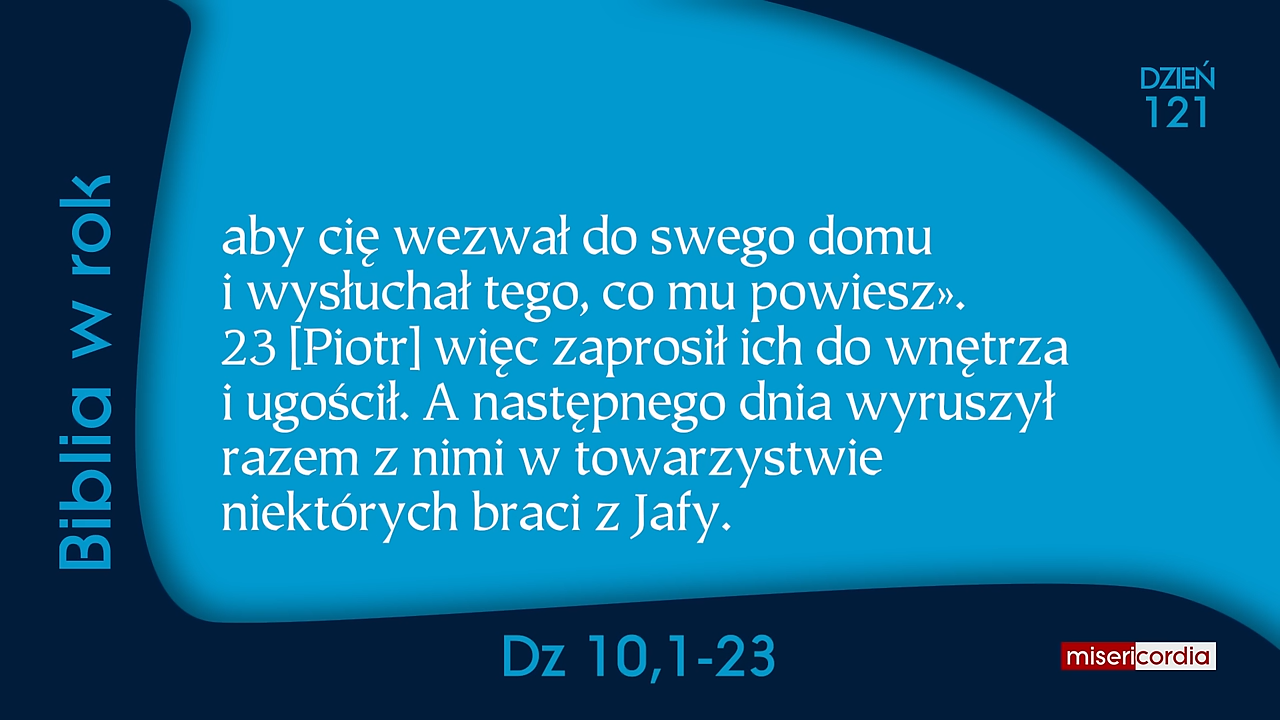 DZIEŃ
121
Biblia w rok
aby cię wezwał do swego domu
i wysłuchał tego, co mu powiesz».
23 [Piotr] więc zaprosił ich do wnętrza
i ugościł. A następnego dnia wyruszył
razem z nimi w towarzystwie
niektórych braci z Jafy.
Dz 10,1-23
misericordia